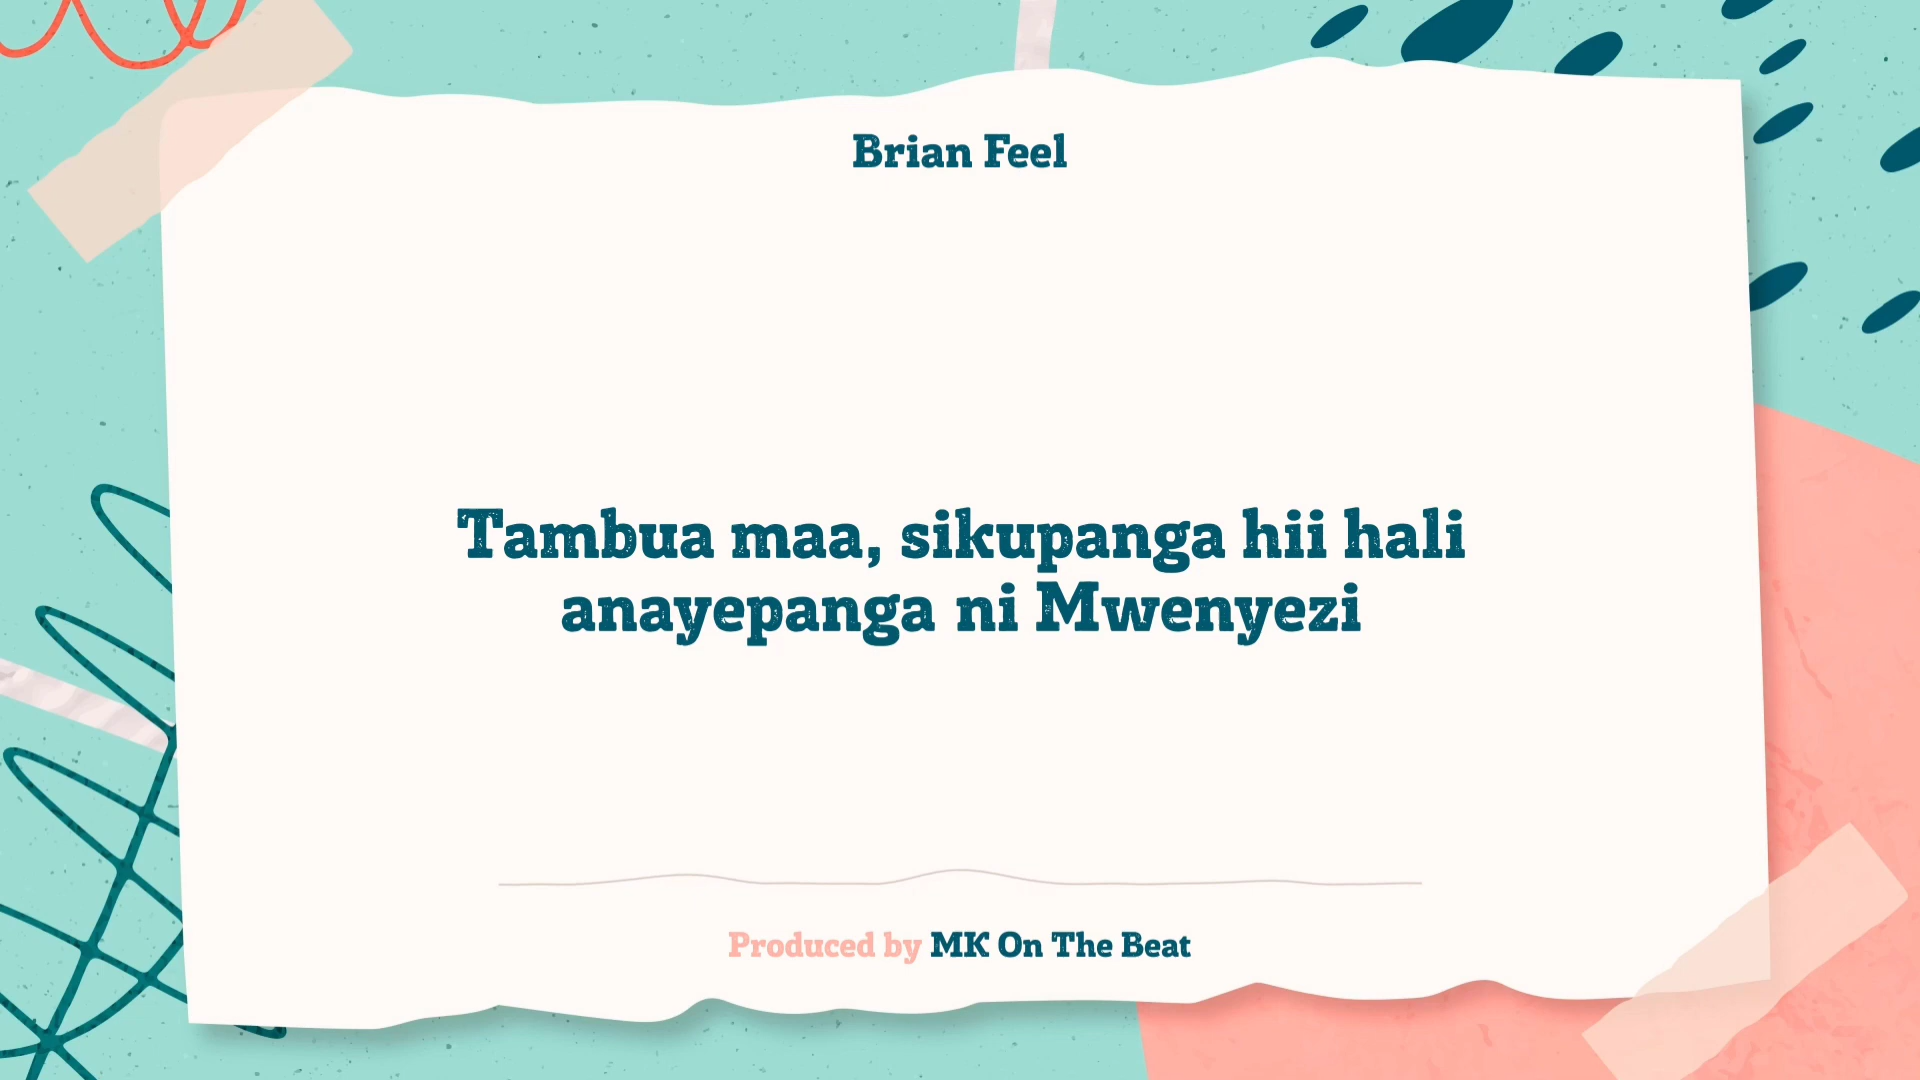 Brian Feel
Tambua maa, sikupanga hii hali
anayepanga ni Mwenyezi
Produced by MK On The Beat